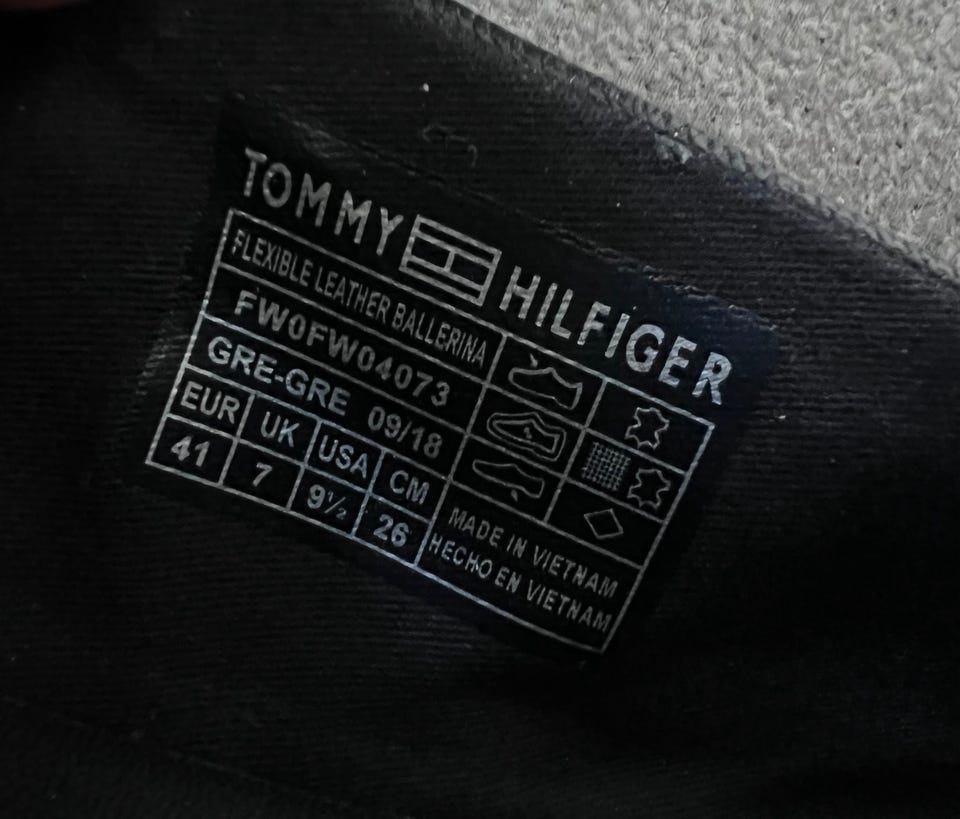 TOMMY HILFIGER
FLEXIBLE LEATHER BALLERINA
FW0FW04073
GRE-GRE 09/18
EUR UK USA CM
41 7 9½ 26
MADE IN VIETNAM
HECHO EN VIETNAM